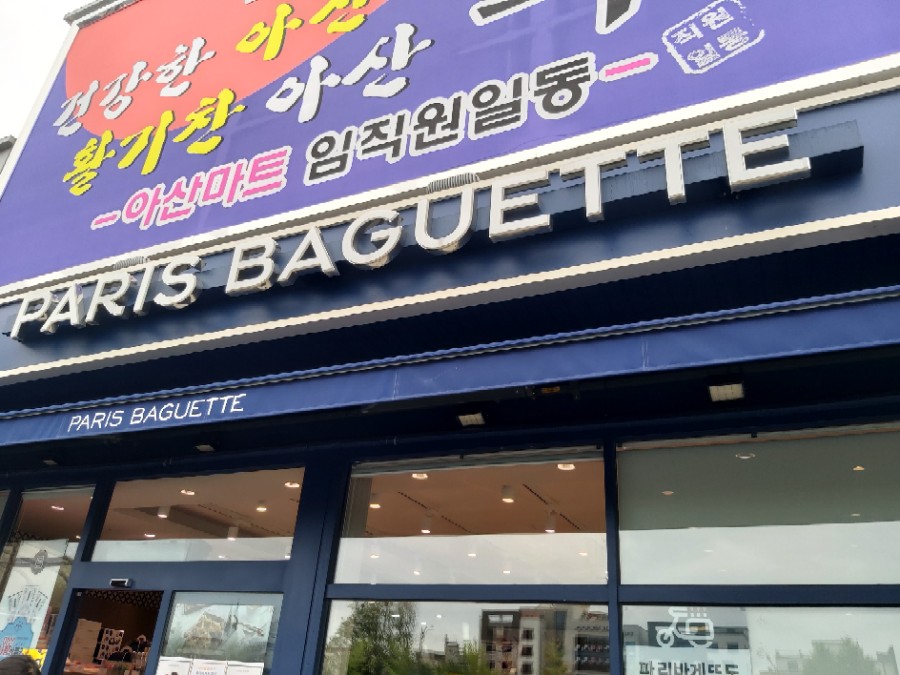 건강한 아산
활기찬 아산
-아산마트 임직원일동-
직원
일동
PARIS BAGUETTE
PARIS BAGUETTE
파리바게뜨도